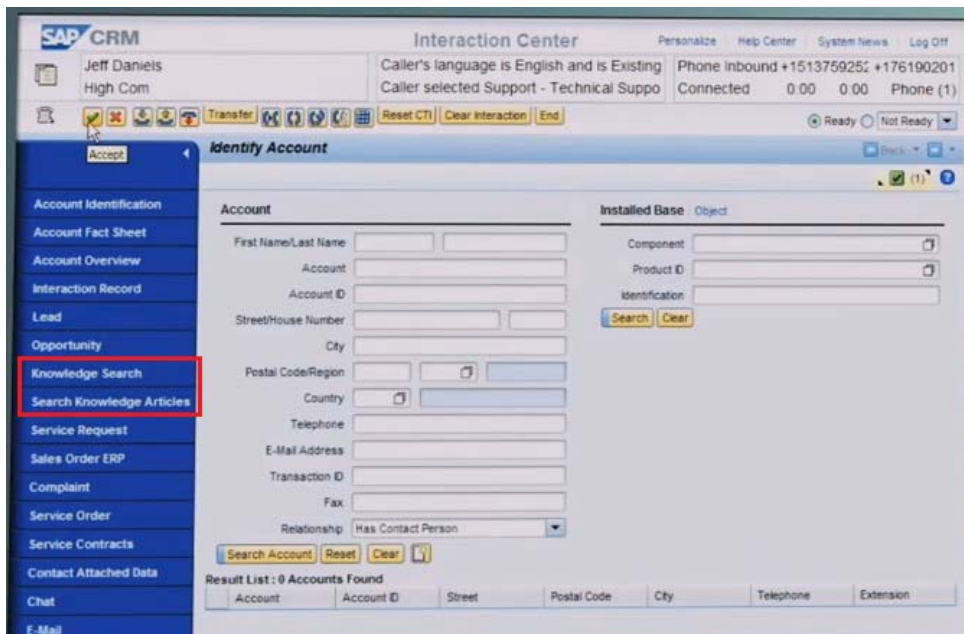 SAP CRM
Interaction Center
Personalize Help Center System News Log Off
Jeff Daniels
High Com
Caller's language is English and is Existing
Caller selected Support - Technical Suppo
Phone Inbound +1513759252 +176190201
Connected 0:00 0:00 Phone (1)
Transfer Reset CTI Clear Interaction End
Ready Not Ready
Accept
Identify Account
Back
(1)
Account Identification
Account Fact Sheet
Account Overview
Interaction Record
Lead
Opportunity
Knowledge Search
Search Knowledge Articles
Service Request
Sales Order ERP
Complaint
Service Order
Service Contracts
Contact Attached Data
Chat
E-Mail
Account
First Name/Last Name
Account
Account ID
Street/House Number
City
Postal Code/Region
Country
Telephone
E-Mail Address
Transaction ID
Fax
Relationship Has Contact Person
Search Account Reset Clear
Installed Base Object
Component
Product ID
Identification
Search Clear
Result List : 0 Accounts Found
Account Account ID Street Postal Code City Telephone Extension